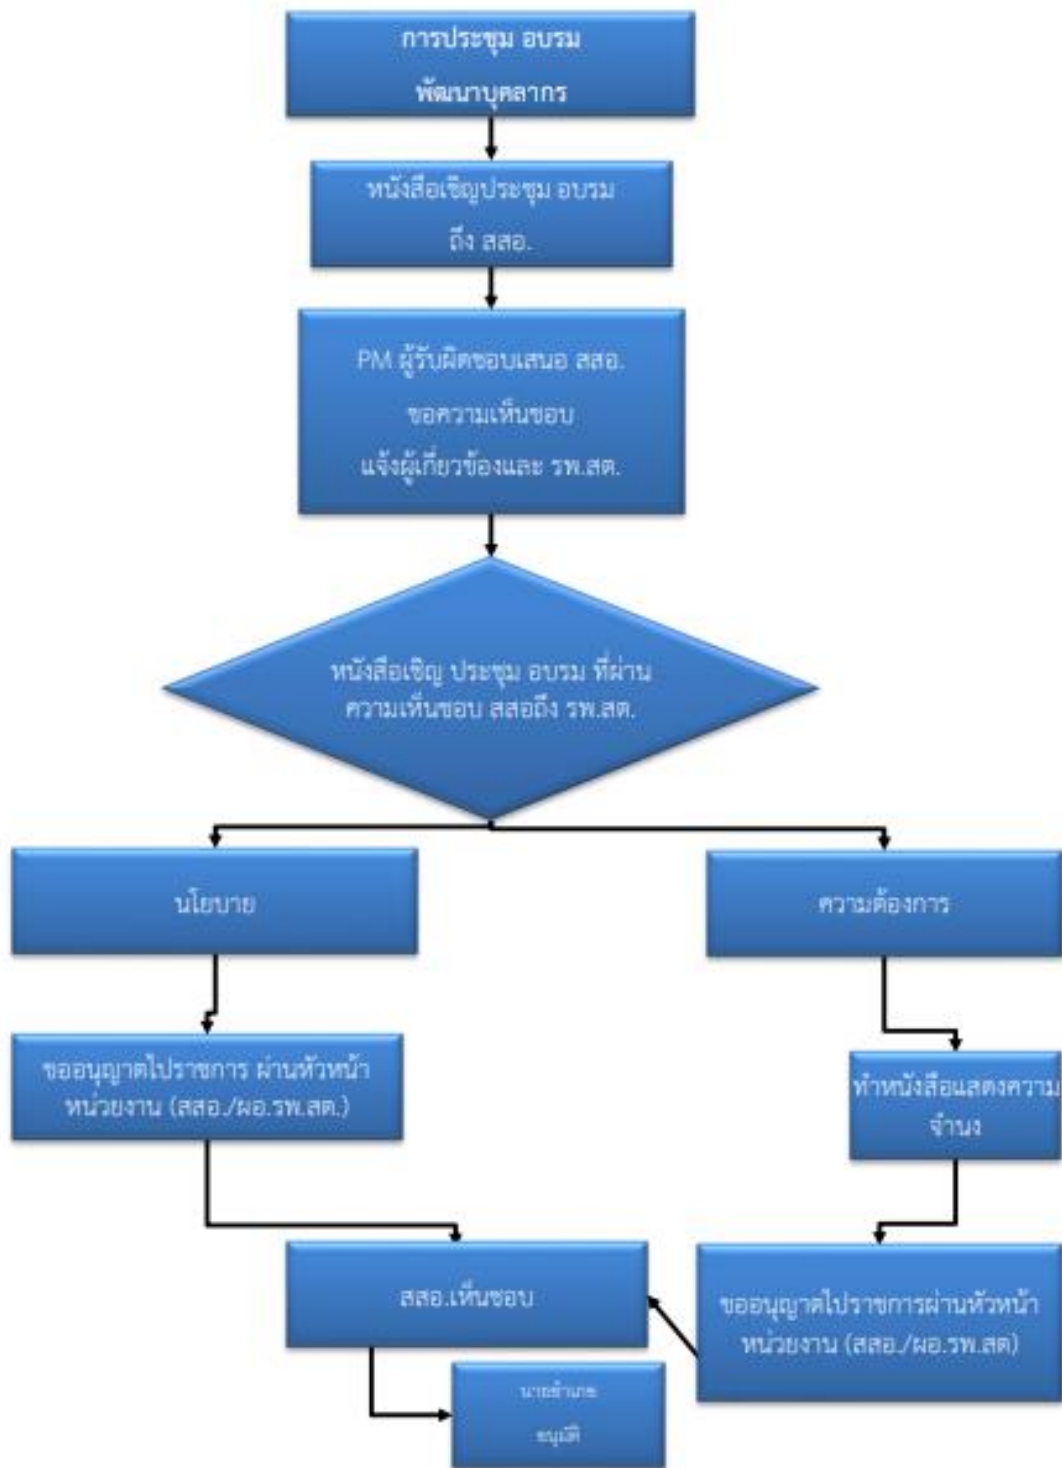 การประชุม อบรม
พัฒนาบุคลากร
หนังสือเชิญประชุม อบรม
ถึง สสอ.
PM ผู้รับผิดชอบเสนอ สสอ.
ขอความเห็นชอบ
แจ้งผู้เกี่ยวข้องและ รพ.สต.
หนังสือเชิญ ประชุม อบรม ที่ผ่าน
ความเห็นชอบ สสอถึง รพ.สต.
นโยบาย
ความต้องการ
ขออนุญาตไปราชการ ผ่านหัวหน้า
หน่วยงาน (สสอ./ผอ.รพ.สต.)
ทำหนังสือแสดงความ
จำนง
สสอ.เห็นชอบ
ขออนุญาตไปราชการผ่านหัวหน้า
หน่วยงาน (สสอ./ผอ.รพ.สต)
นายอำเภอ
อนุมัติ